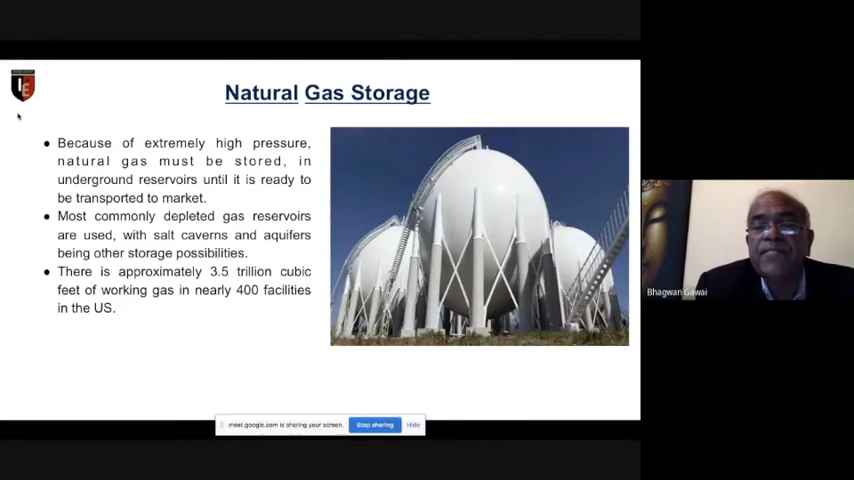 IE
Natural Gas Storage
● Because of extremely high pressure,
natural gas must be stored, in
underground reservoirs until it is ready to
be transported to market.
● Most commonly depleted gas reservoirs
are used, with salt caverns and aquifers
being other storage possibilities.
● There is approximately 3.5 trillion cubic
feet of working gas in nearly 400 facilities
in the US.
Bhagwan Gawai
meet.google.com is sharing your screen. Stop sharing Hide